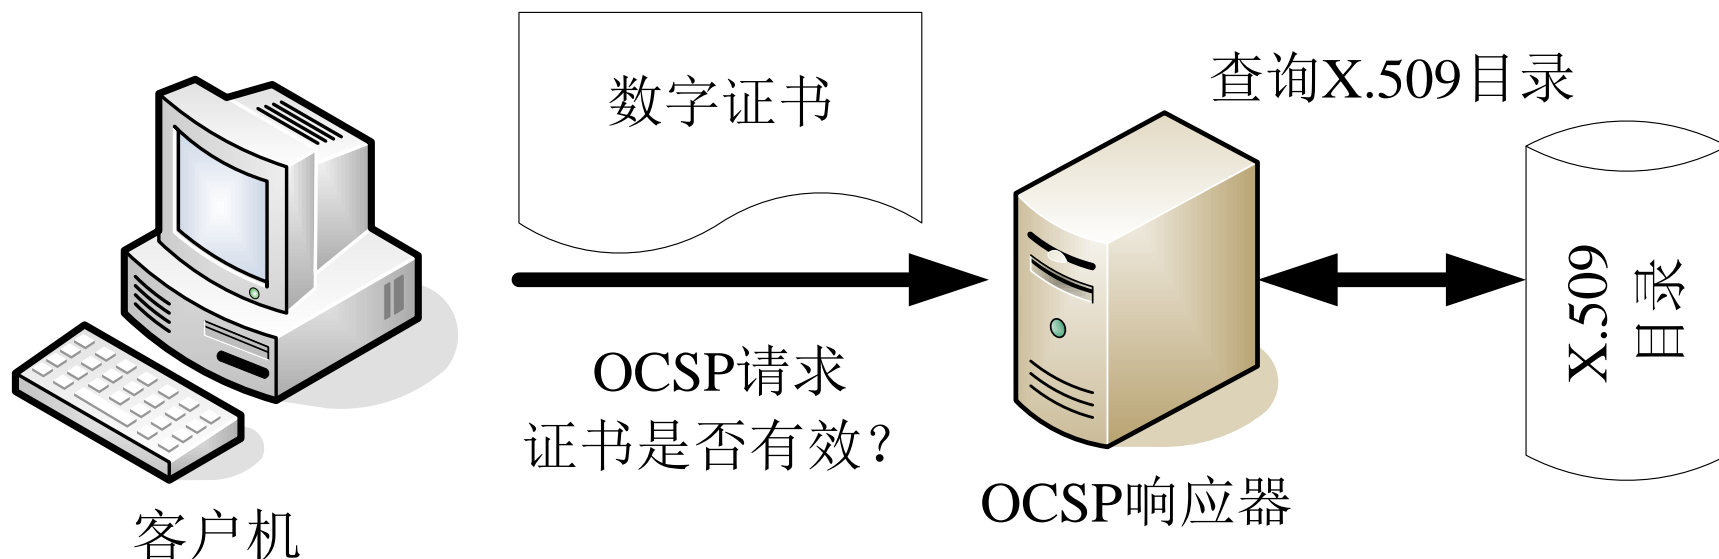 数字证书
查询X.509目录
X.509
目录
OCSP请求
证书是否有效？
OCSP响应器
客户机